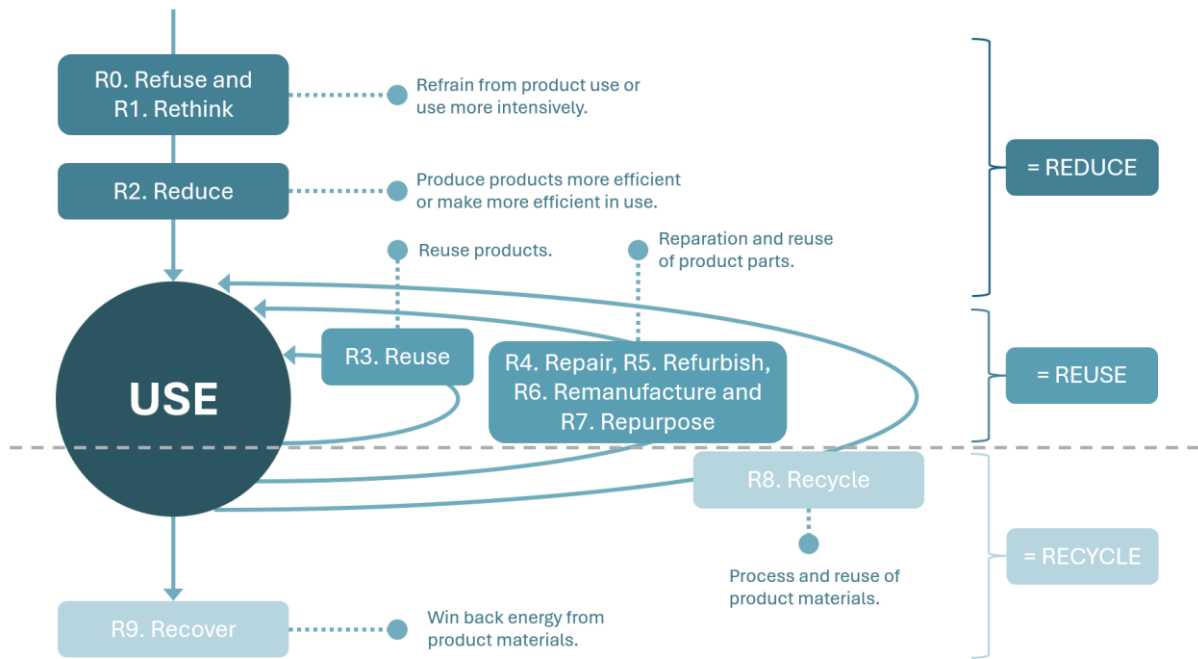 R0. Refuse and
R1. Rethink
Refrain from product use or
use more intensively.
= REDUCE
R2. Reduce
Produce products more efficient
or make more efficient in use.
Reuse products.
Reparation and reuse
of product parts.
USE
R3. Reuse
R4. Repair, R5. Refurbish,
R6. Remanufacture and
R7. Repurpose
= REUSE
R8. Recycle
= RECYCLE
Process and reuse of
product materials.
R9. Recover
Win back energy from
product materials.